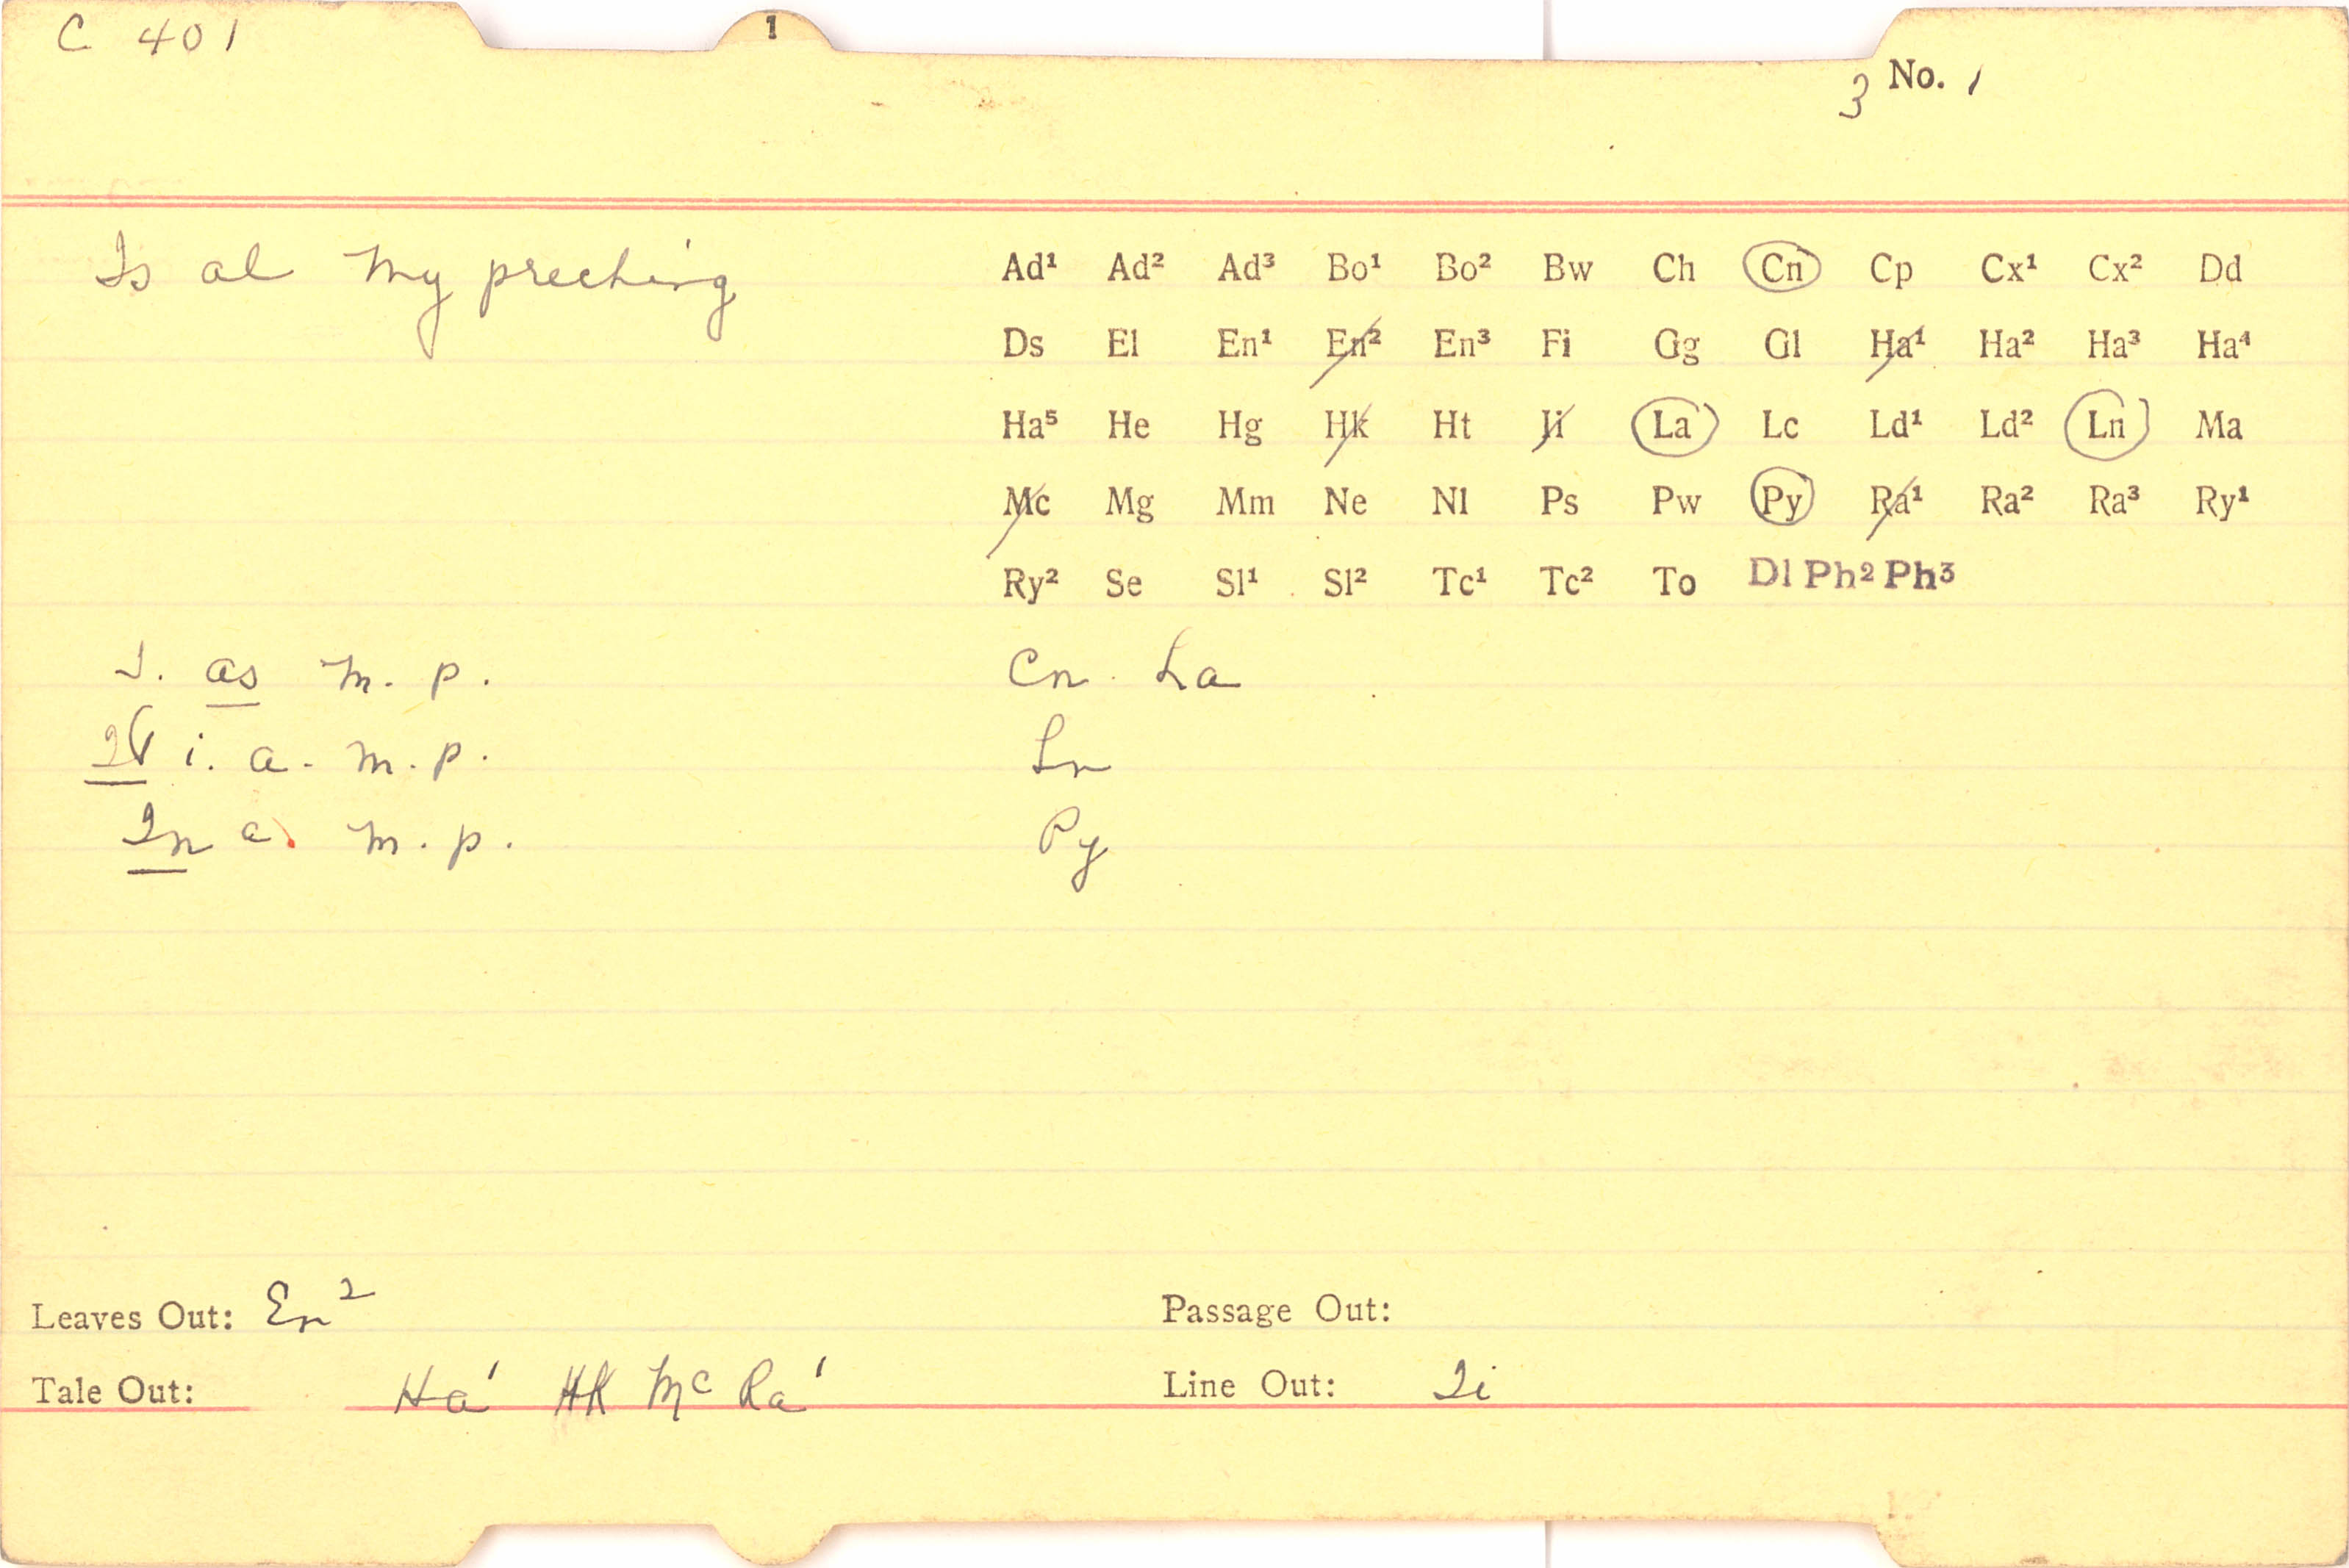 C 401
1
3 No. 1
Is al my preching
Ad¹ Ad² Ad³ Bo¹ Bo² Bw Ch Cn Cp Cx¹ Cx² Dd
Ds El En¹ En² En³ Fi Gg Gl Ha¹ Ha² Ha³ Ha⁴
Ha⁵ He Hg Hk Ht Ii La Lc Ld¹ Ld² Ln Ma
Mc Mg Mm Ne Nl Ps Pw Py Ra¹ Ra² Ra³ Ry¹
Ry² Se Sl¹ Sl² Tc¹ Tc² To Dl Ph² Ph³
I. as m. p. Cn La
i. a. m. p. Ln
In a. m. p. Py
Leaves Out: En² Passage Out:
Tale Out: Ha¹ Hk Mc Ra¹ Line Out: Ii